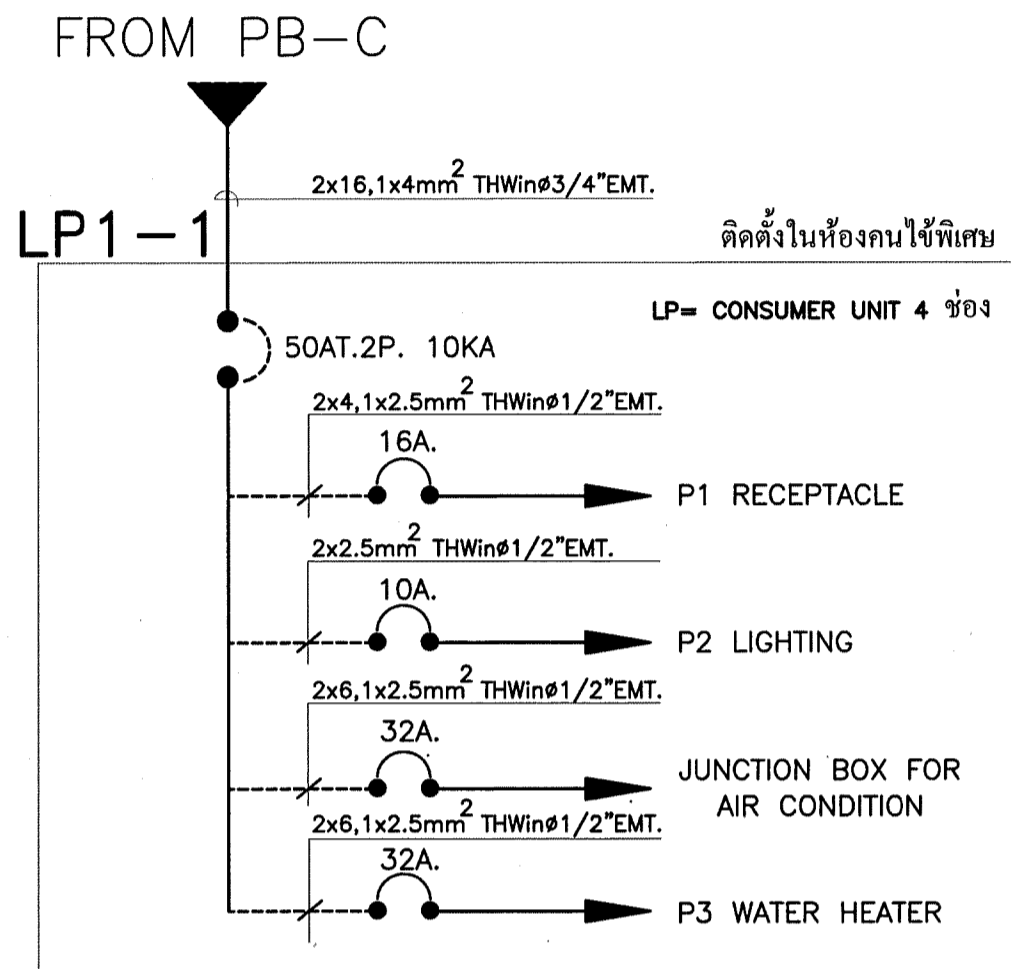 FROM PB-C
2x16,1x4mm² THWinø3/4"EMT.
LP1-1
ติดตั้งในห้องคนไข้พิเศษ
LP= CONSUMER UNIT 4 ช่อง
50AT.2P. 10KA
2x4,1x2.5mm² THWinø1/2"EMT.
16A.
P1 RECEPTACLE
2x2.5mm² THWinø1/2"EMT.
10A.
P2 LIGHTING
2x6,1x2.5mm² THWinø1/2"EMT.
32A.
JUNCTION BOX FOR
AIR CONDITION
2x6,1x2.5mm² THWinø1/2"EMT.
32A.
P3 WATER HEATER